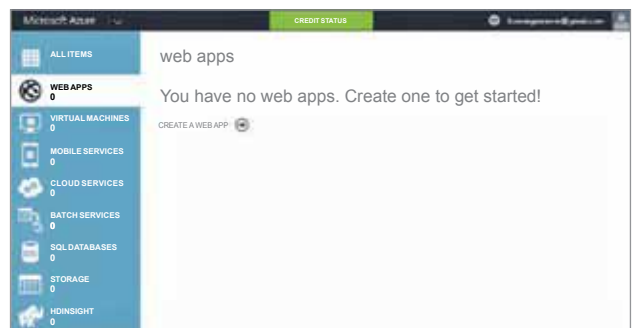 Microsoft Azure
CREDIT STATUS
ALL ITEMS
web apps
WEB APPS
0
You have no web apps. Create one to get started!
VIRTUAL MACHINES
0
CREATE A WEB APP
MOBILE SERVICES
0
CLOUD SERVICES
0
BATCH SERVICES
0
SQL DATABASES
0
STORAGE
0
HDINSIGHT
0